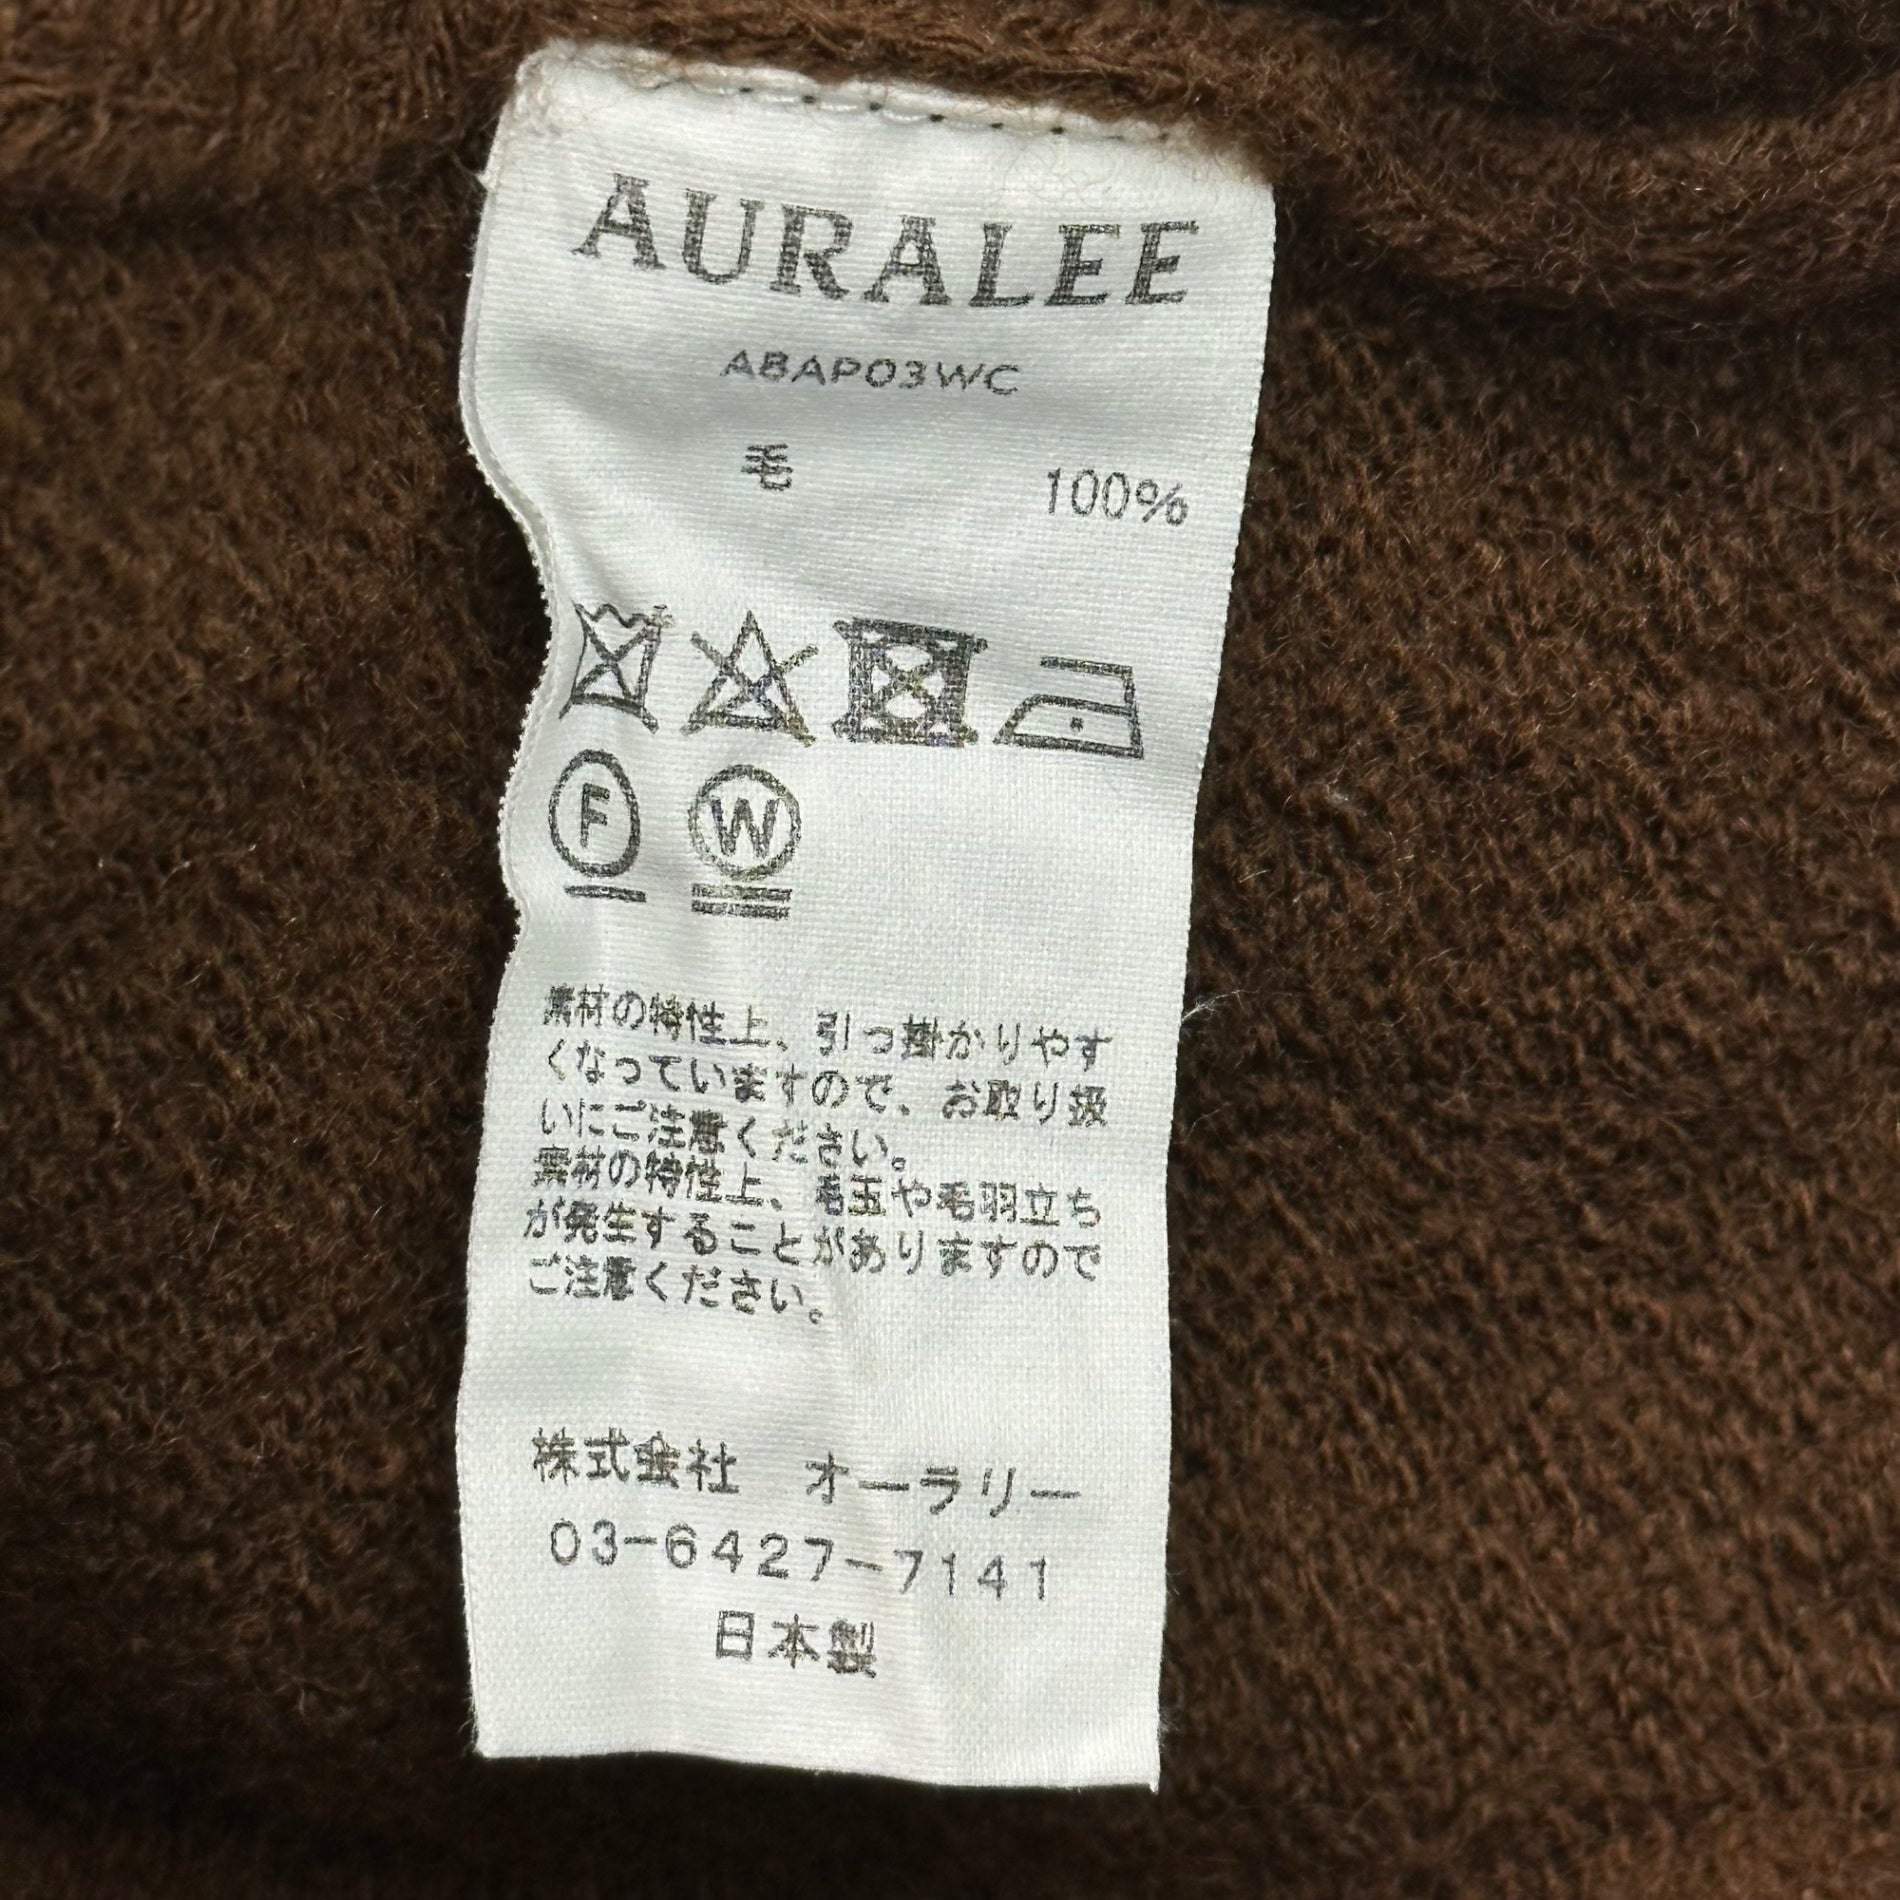 AURALEE
A8AP03WC
毛 100%
F W
素材の特性上、引っ掛かりやす
くなっていますので、お取り扱
いにご注意ください。
素材の特性上、毛玉や毛羽立ち
が発生することがありますので
ご注意ください。
株式会社 オーラリー
03-6427-7141
日本製